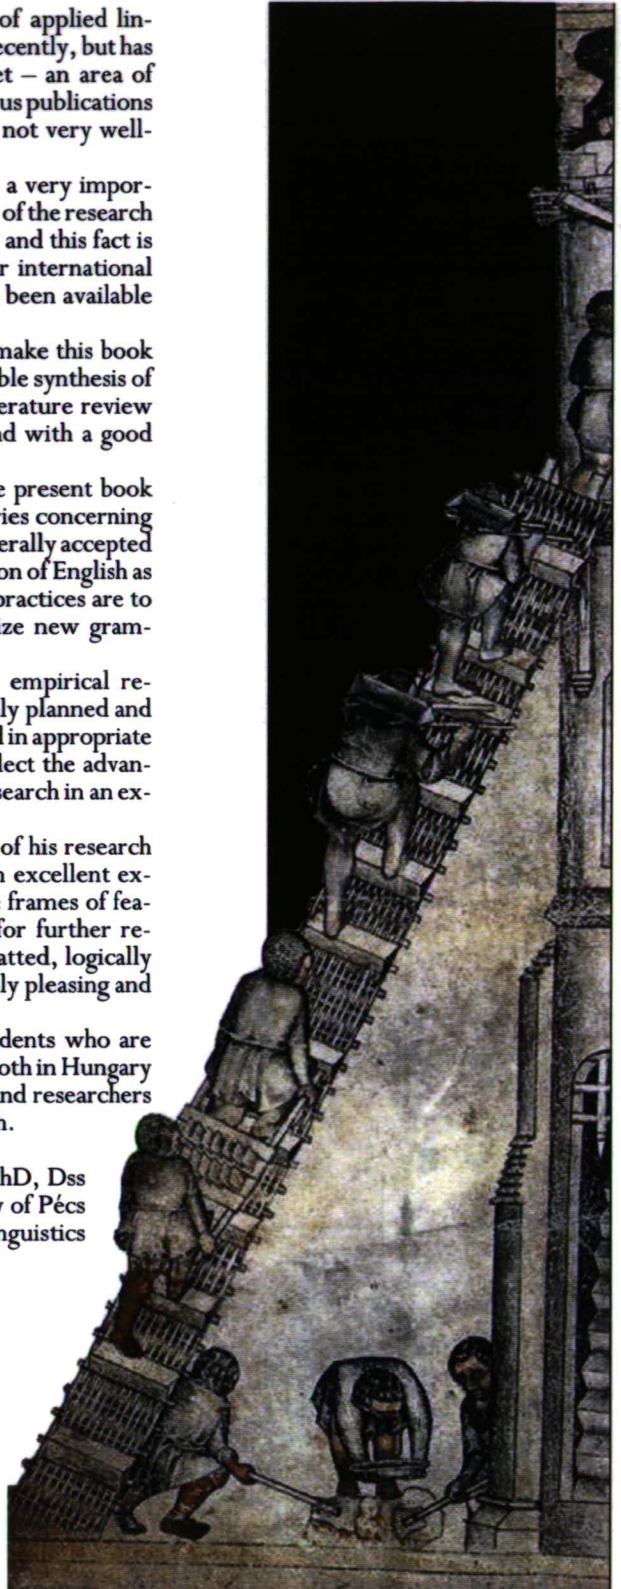 of applied lin-
ecently, but has
et – an area of
us publications
not very well-
a very impor-
of the research
and this fact is
r international
been available
make this book
ble synthesis of
erature review
nd with a good
e present book
ries concerning
erally accepted
on of English as
practices are to
ize new gram-
empirical re-
ly planned and
l in appropriate
lect the advan-
search in an ex-
of his research
n excellent ex-
e frames of fea-
for further re-
atted, logically
ly pleasing and
dents who are
oth in Hungary
nd researchers
h.
hD, Dss
y of Pécs
nguistics